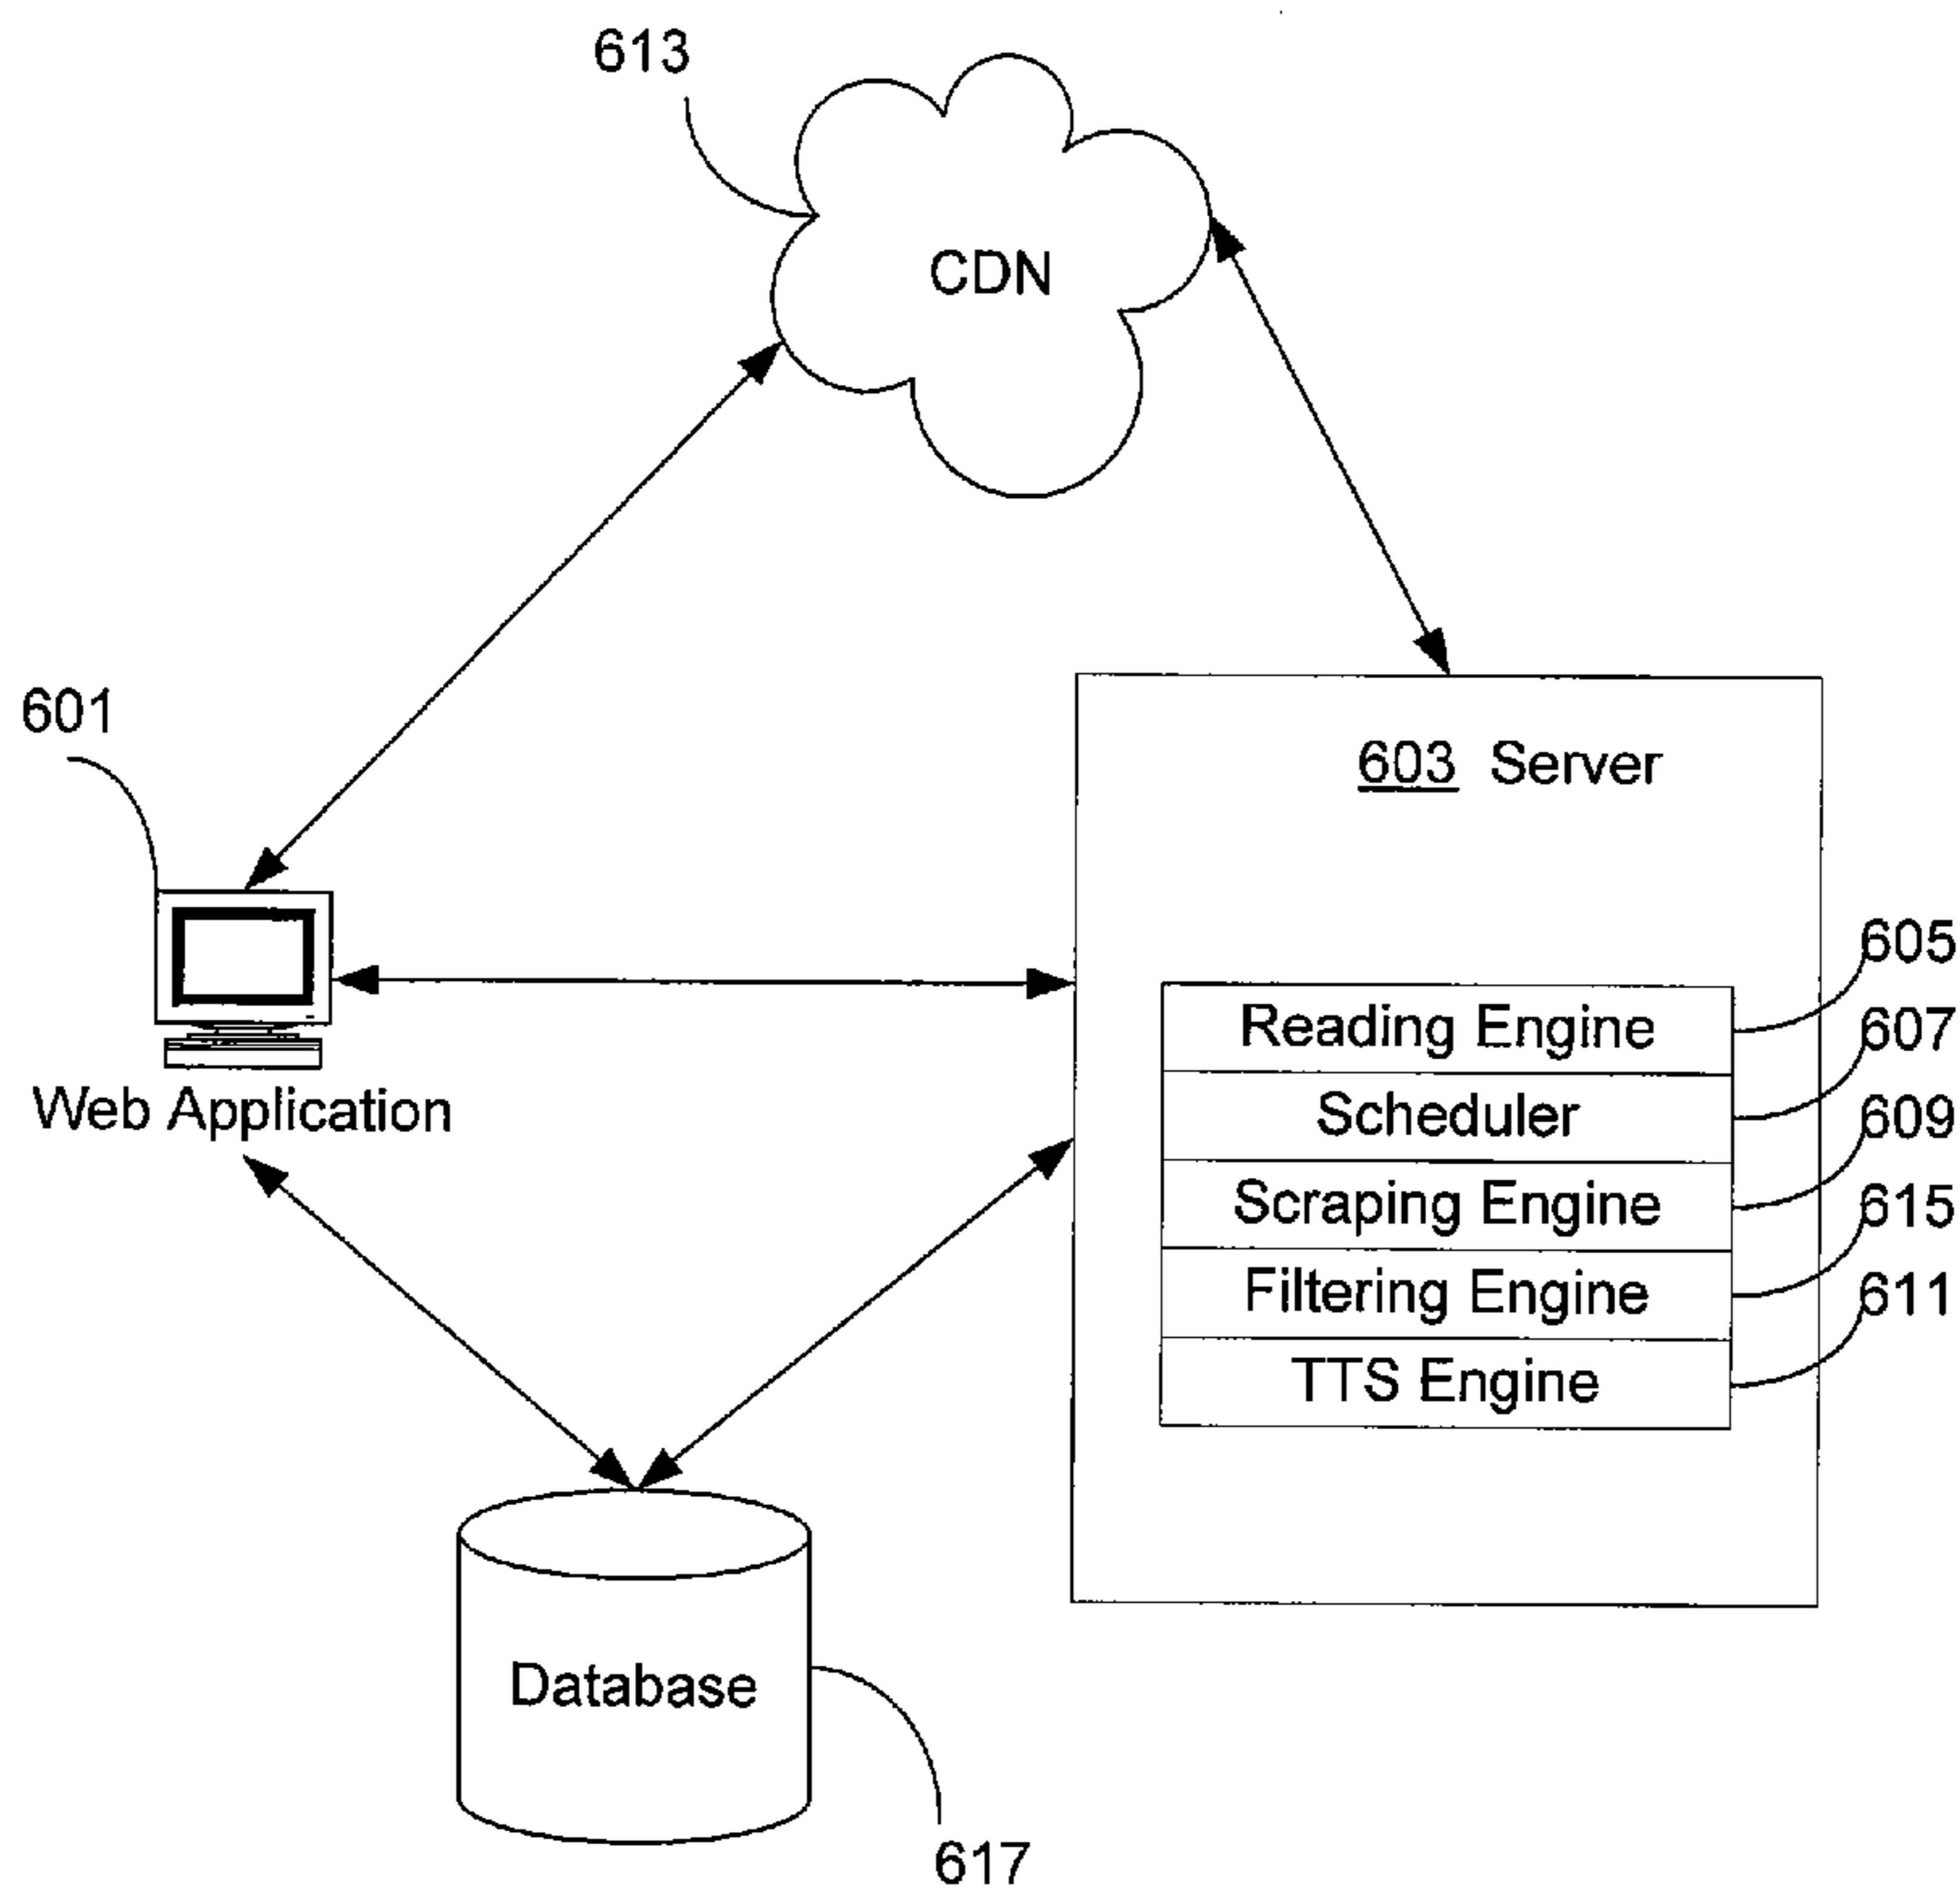 613
CDN
601
603 Server
605
Reading Engine
607
Scheduler
609
Web Application
Scraping Engine
615
Filtering Engine
611
TTS Engine
Database
617